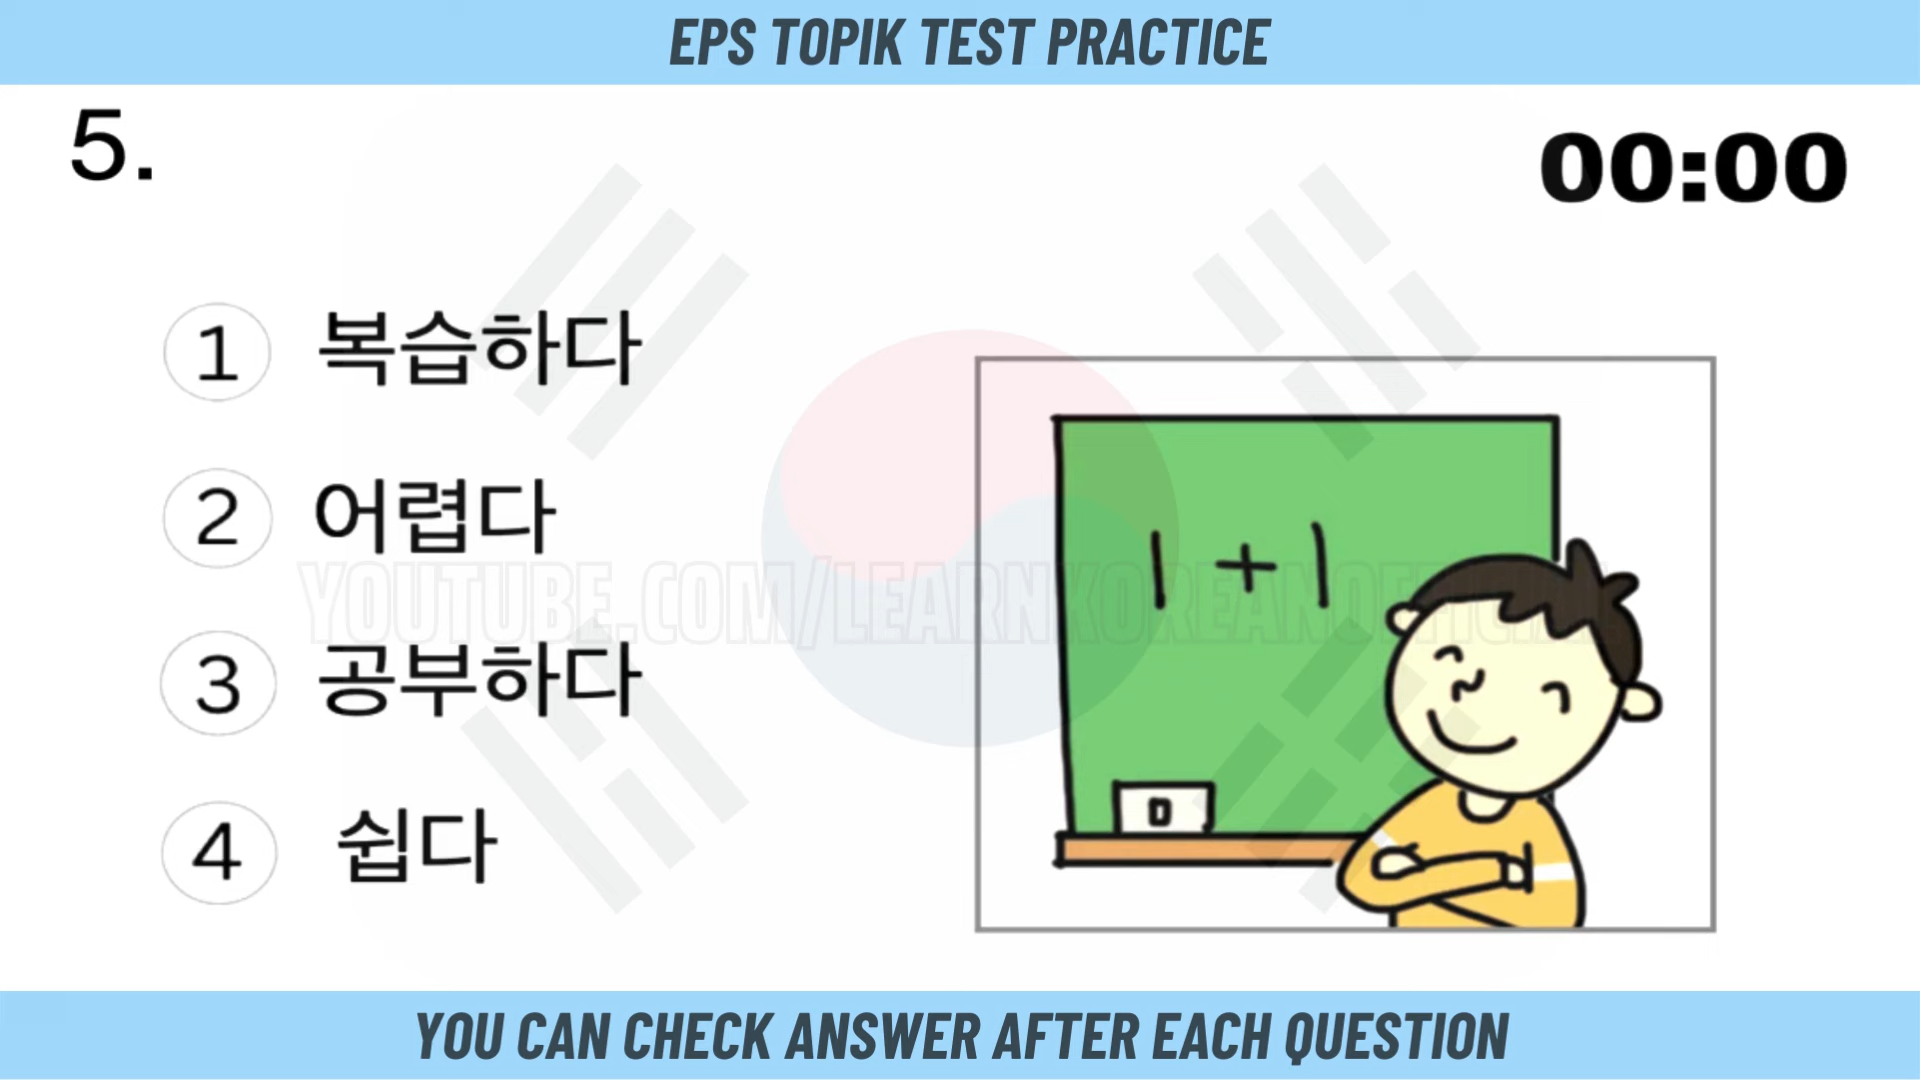 EPS TOPIK TEST PRACTICE
5.
00:00
1 복습하다
2 어렵다
3 공부하다
4 쉽다
1 + 1
YOUTUBE.COM/LEARNKOREANOFFICIAL
YOU CAN CHECK ANSWER AFTER EACH QUESTION